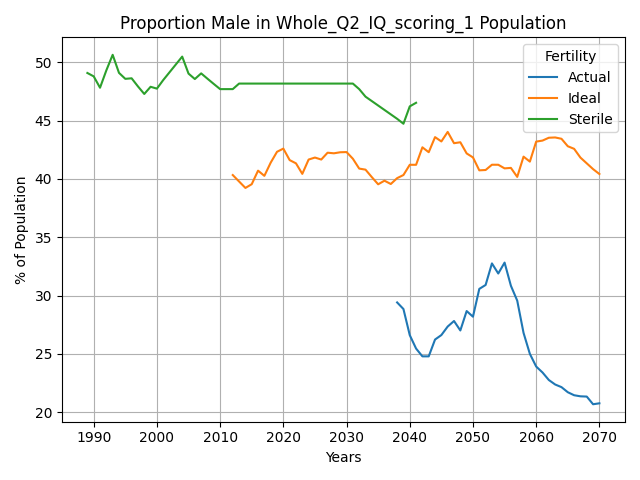 Proportion Male in Whole_Q2_IQ_scoring_1 Population
Fertility
Actual
Ideal
Sterile
% of Population
50
45
40
35
30
25
20
1990
2000
2010
2020
2030
2040
2050
2060
2070
Years